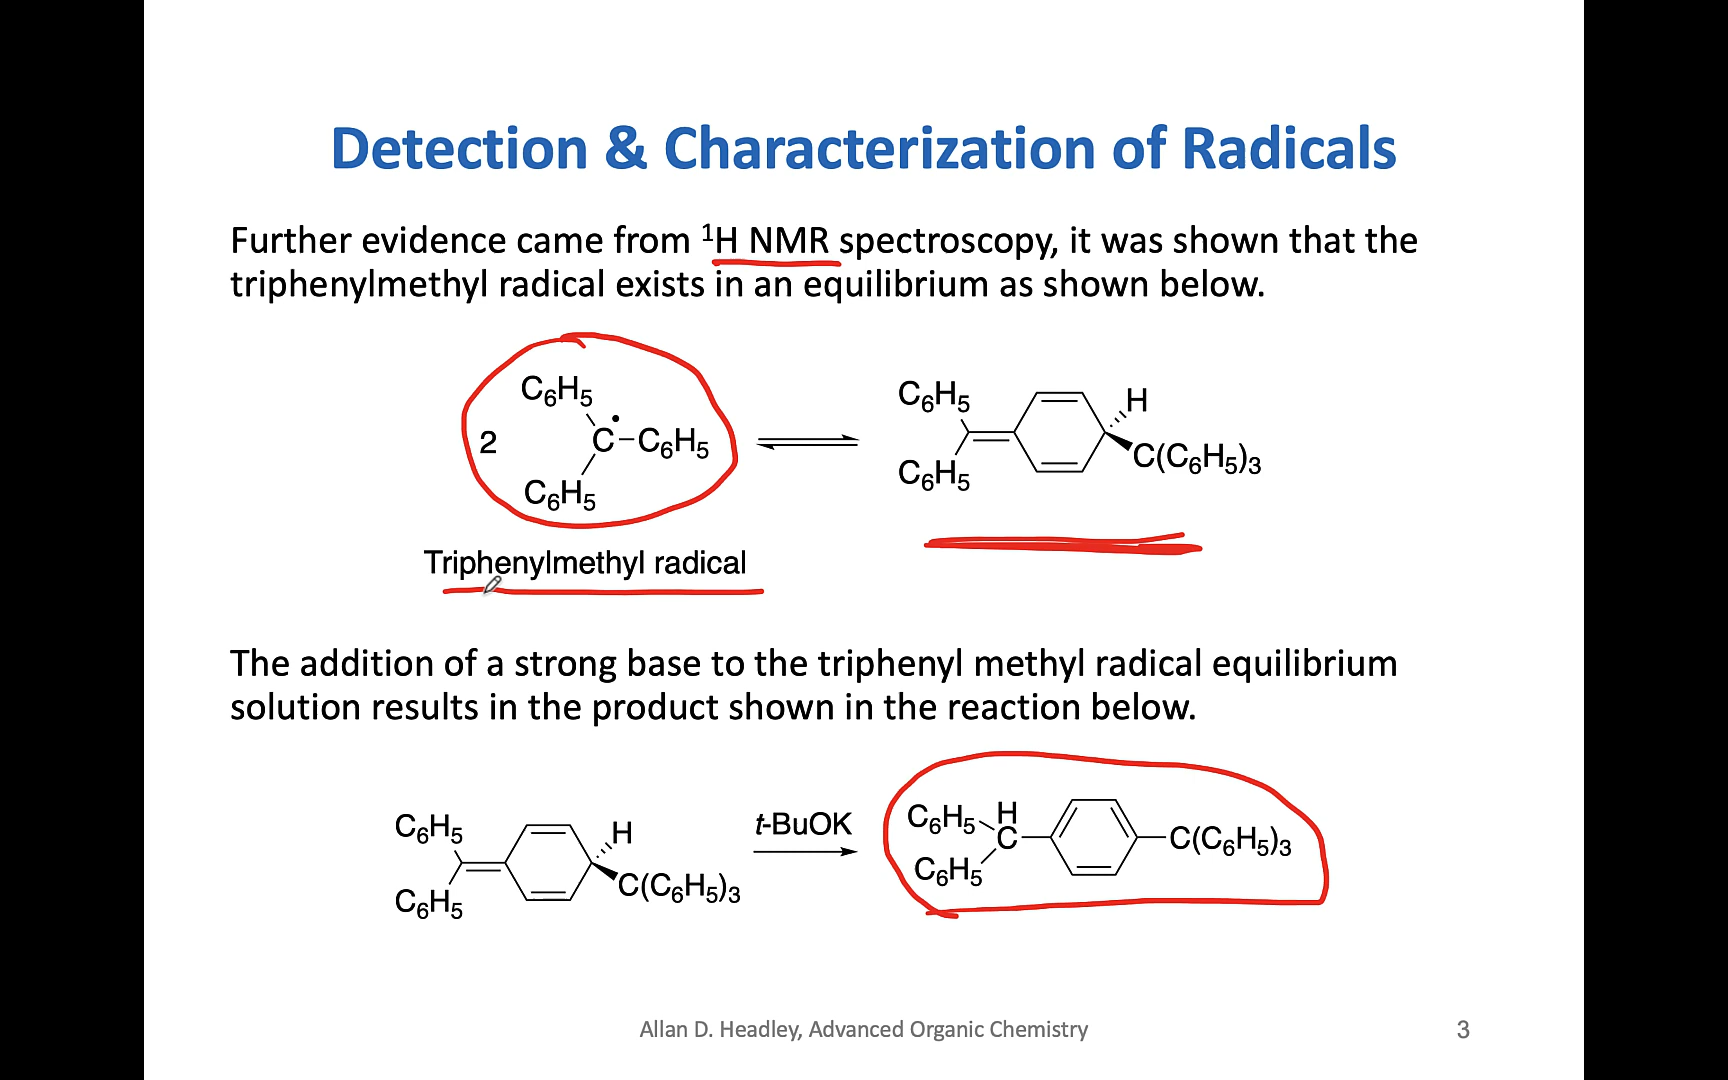 Detection & Characterization of Radicals
Further evidence came from ¹H NMR spectroscopy, it was shown that the
triphenylmethyl radical exists in an equilibrium as shown below.
C₆H₅
2 C–C₆H₅
C₆H₅
C₆H₅
H
C₆H₅
C(C₆H₅)₃
Triphenylmethyl radical
The addition of a strong base to the triphenyl methyl radical equilibrium
solution results in the product shown in the reaction below.
C₆H₅
H
C₆H₅
C(C₆H₅)₃
t-BuOK
C₆H₅ H
C
C₆H₅
C(C₆H₅)₃
Allan D. Headley, Advanced Organic Chemistry 3